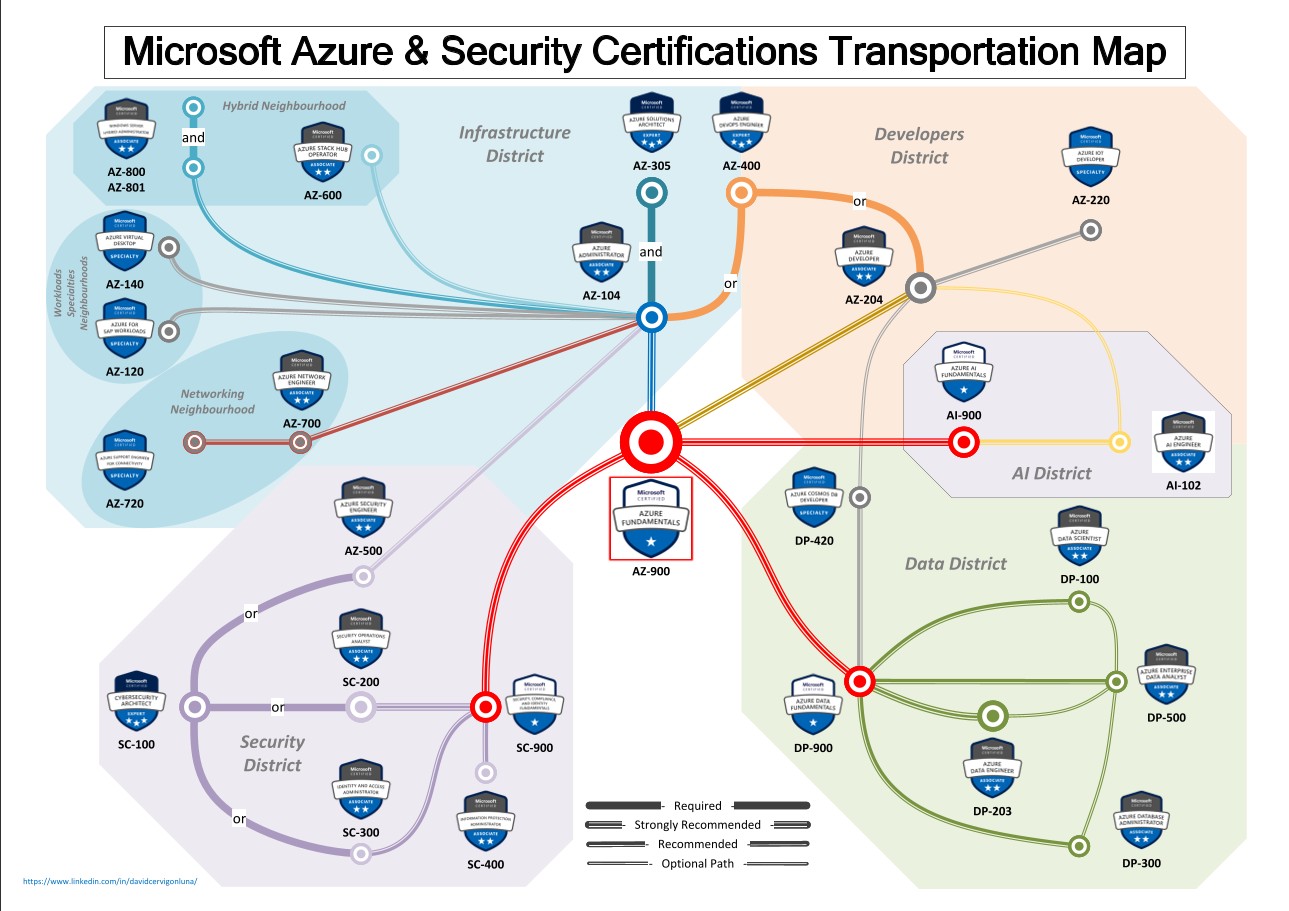 Microsoft Azure & Security Certifications Transportation Map
Hybrid Neighbourhood
Microsoft
CERTIFIED
WINDOWS SERVER
HYBRID ADMINISTRATOR
ASSOCIATE
AZ-800
AZ-801
and
Microsoft
CERTIFIED
AZURE STACK HUB
OPERATOR
ASSOCIATE
AZ-600
Infrastructure
District
Microsoft
CERTIFIED
AZURE SOLUTIONS
ARCHITECT
EXPERT
AZ-305
Microsoft
CERTIFIED
AZURE
DEVOPS ENGINEER
EXPERT
AZ-400
Developers
District
Microsoft
CERTIFIED
AZURE IOT
DEVELOPER
SPECIALTY
AZ-220
Workloads
Specialties
Neighbourhoods
Microsoft
CERTIFIED
AZURE VIRTUAL
DESKTOP
SPECIALTY
AZ-140
Microsoft
CERTIFIED
AZURE FOR
SAP WORKLOADS
SPECIALTY
AZ-120
Microsoft
CERTIFIED
AZURE
ADMINISTRATOR
ASSOCIATE
AZ-104
and
or
or
Microsoft
CERTIFIED
AZURE
DEVELOPER
ASSOCIATE
AZ-204
Networking
Neighbourhood
Microsoft
CERTIFIED
AZURE NETWORK
ENGINEER
ASSOCIATE
AZ-700
Microsoft
CERTIFIED
AZURE SUPPORT ENGINEER
FOR CONNECTIVITY
SPECIALTY
AZ-720
Microsoft
CERTIFIED
AZURE AI
FUNDAMENTALS
AI-900
Microsoft
CERTIFIED
AZURE
AI ENGINEER
ASSOCIATE
AI-102
AI District
Microsoft
CERTIFIED
AZURE
FUNDAMENTALS
AZ-900
Microsoft
CERTIFIED
AZURE SECURITY
ENGINEER
ASSOCIATE
AZ-500
or
Microsoft
CERTIFIED
SECURITY OPERATIONS
ANALYST
ASSOCIATE
SC-200
or
Microsoft
CERTIFIED
CYBERSECURITY
ARCHITECT
EXPERT
SC-100
Security
District
Microsoft
CERTIFIED
SECURITY, COMPLIANCE,
AND IDENTITY
FUNDAMENTALS
SC-900
Microsoft
CERTIFIED
IDENTITY AND ACCESS
ADMINISTRATOR
ASSOCIATE
SC-300
or
Microsoft
CERTIFIED
INFORMATION PROTECTION
ADMINISTRATOR
ASSOCIATE
SC-400
Microsoft
CERTIFIED
AZURE COSMOS DB
DEVELOPER
SPECIALTY
DP-420
Data District
Microsoft
CERTIFIED
AZURE
DATA SCIENTIST
ASSOCIATE
DP-100
Microsoft
CERTIFIED
AZURE ENTERPRISE
DATA ANALYST
ASSOCIATE
DP-500
Microsoft
CERTIFIED
AZURE DATA
FUNDAMENTALS
DP-900
Microsoft
CERTIFIED
AZURE
DATA ENGINEER
ASSOCIATE
DP-203
Microsoft
CERTIFIED
AZURE DATABASE
ADMINISTRATOR
ASSOCIATE
DP-300
Required
Strongly Recommended
Recommended
Optional Path
https://www.linkedin.com/in/davidcervigonluna/